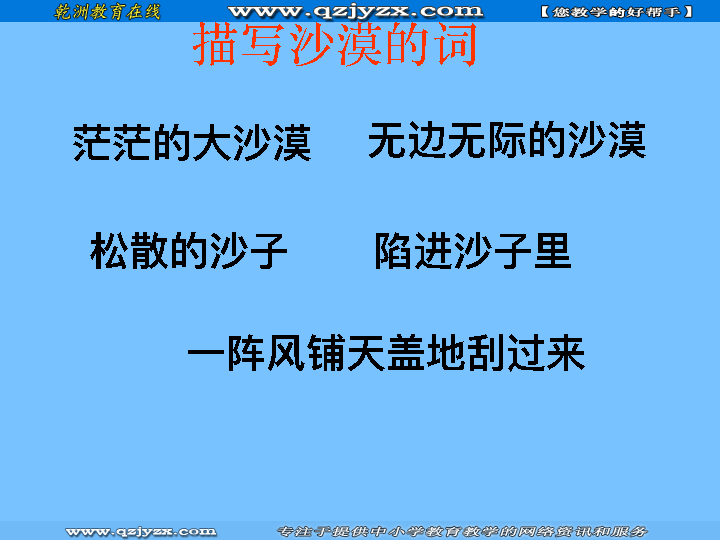 乾洲教育在线 www.qzjyzx.com 【您教学的好帮手】
描写沙漠的词
茫茫的大沙漠 无边无际的沙漠
松散的沙子 陷进沙子里
一阵风铺天盖地刮过来
www.qzjyzx.com 专注于提供中小学教育教学的网络资讯和服务